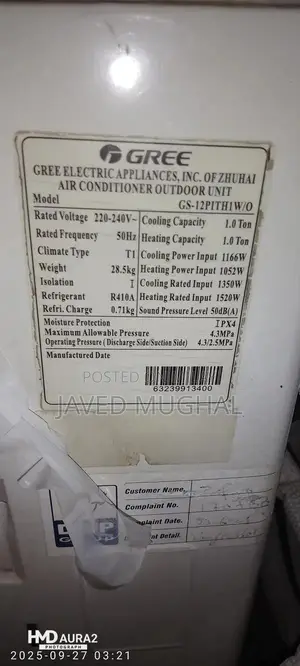 GREE
GREE ELECTRIC APPLIANCES, INC. OF ZHUHAI
AIR CONDITIONER OUTDOOR UNIT
Model GS-12PITH1W/O
Rated Voltage 220-240V~ Cooling Capacity 1.0 Ton
Rated Frequency 50Hz Heating Capacity 1.0 Ton
Climate Type T1 Cooling Power Input 1166W
Weight 28.5kg Heating Power Input 1052W
Isolation I Cooling Rated Input 1350W
Refrigerant R410A Heating Rated Input 1520W
Refri. Charge 0.71kg Sound Pressure Level 50dB(A)
Moisture Protection IPX4
Maximum Allowable Pressure 4.3MPa
Operating Pressure ( Discharge Side/Suction Side) 4.3/2.5MPa
Manufactured Date
63239913400
POSTED
JAVED MUGHAL
Customer Name.
Complaint No.
plaint Date.
t Detail.
HMD AURA2
PHOTOGRAPH
2025-09-27 03:21